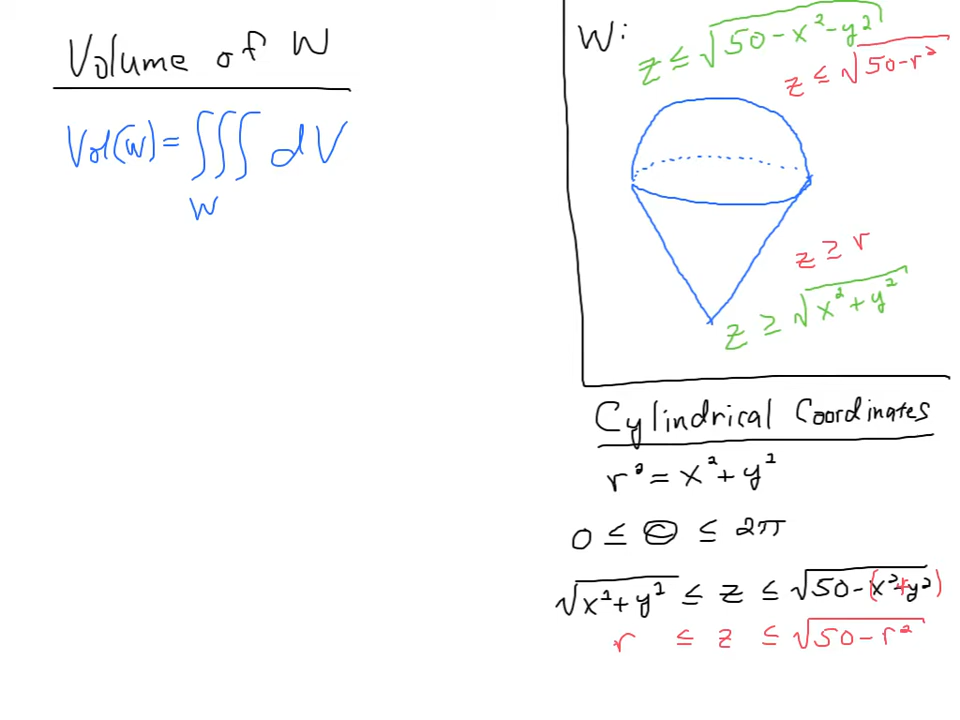 Volume of W
Vol(W) = ∭ dV
W
W:
z ≤ √(50-x²-y²)
z ≤ √(50-r²)
z ≥ r
z ≥ √(x²+y²)
Cylindrical Coordinates
r² = x²+y²
0 ≤ Θ ≤ 2π
√(x²+y²) ≤ z ≤ √(50-(x²+y²))
r ≤ z ≤ √(50-r²)